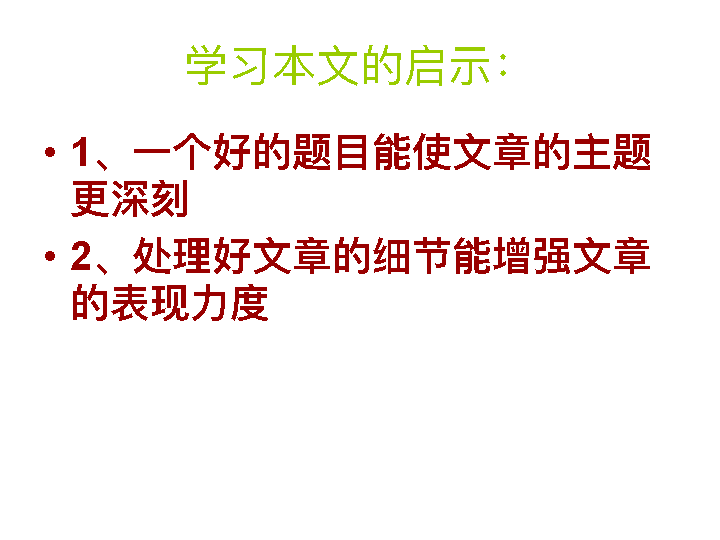 学习本文的启示：
• 1、一个好的题目能使文章的主题
更深刻
• 2、处理好文章的细节能增强文章
的表现力度